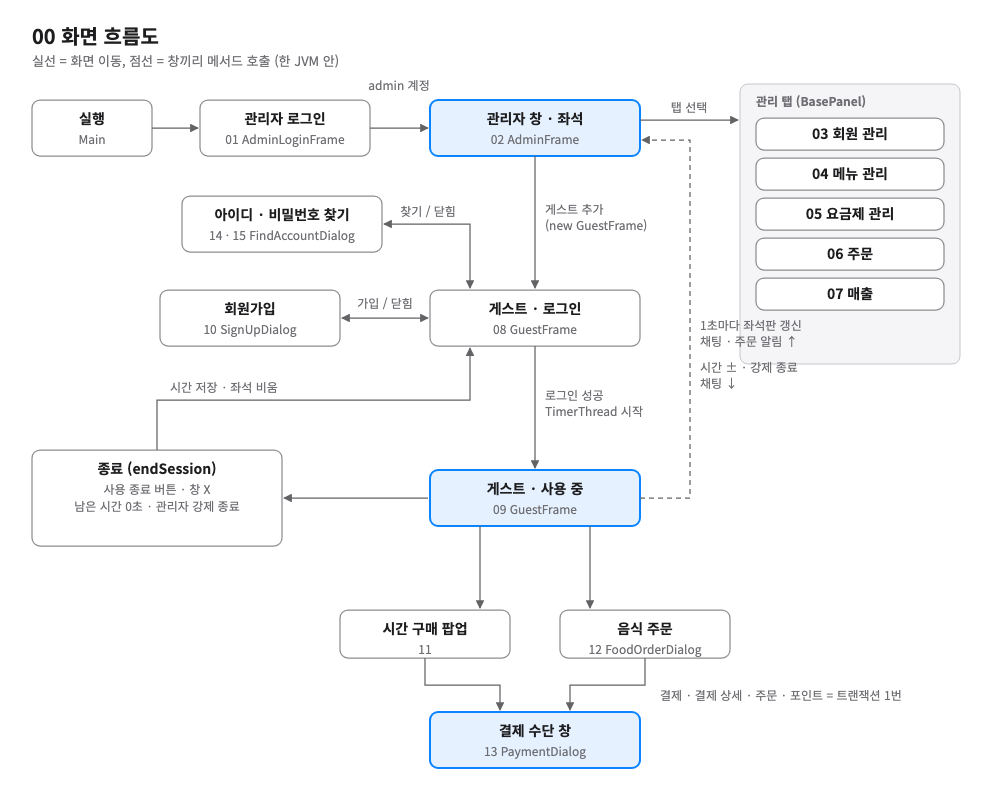 00 화면 흐름도
실선 = 화면 이동, 점선 = 창끼리 메서드 호출 (한 JVM 안)
admin 계정
실행
Main
관리자 로그인
01 AdminLoginFrame
관리자 창 · 좌석
02 AdminFrame
탭 선택
관리 탭 (BasePanel)
03 회원 관리
04 메뉴 관리
05 요금제 관리
06 주문
07 매출
아이디 · 비밀번호 찾기
14 · 15 FindAccountDialog
찾기 / 닫힘
게스트 추가
(new GuestFrame)
회원가입
10 SignUpDialog
가입 / 닫힘
게스트 · 로그인
08 GuestFrame
1초마다 좌석판 갱신
채팅 · 주문 알림 ↑
시간 ± · 강제 종료
채팅 ↓
시간 저장 · 좌석 비움
로그인 성공
TimerThread 시작
종료 (endSession)
사용 종료 버튼 · 창 X
남은 시간 0초 · 관리자 강제 종료
게스트 · 사용 중
09 GuestFrame
시간 구매 팝업
11
음식 주문
12 FoodOrderDialog
결제 · 결제 상세 · 주문 · 포인트 = 트랜잭션 1번
결제 수단 창
13 PaymentDialog